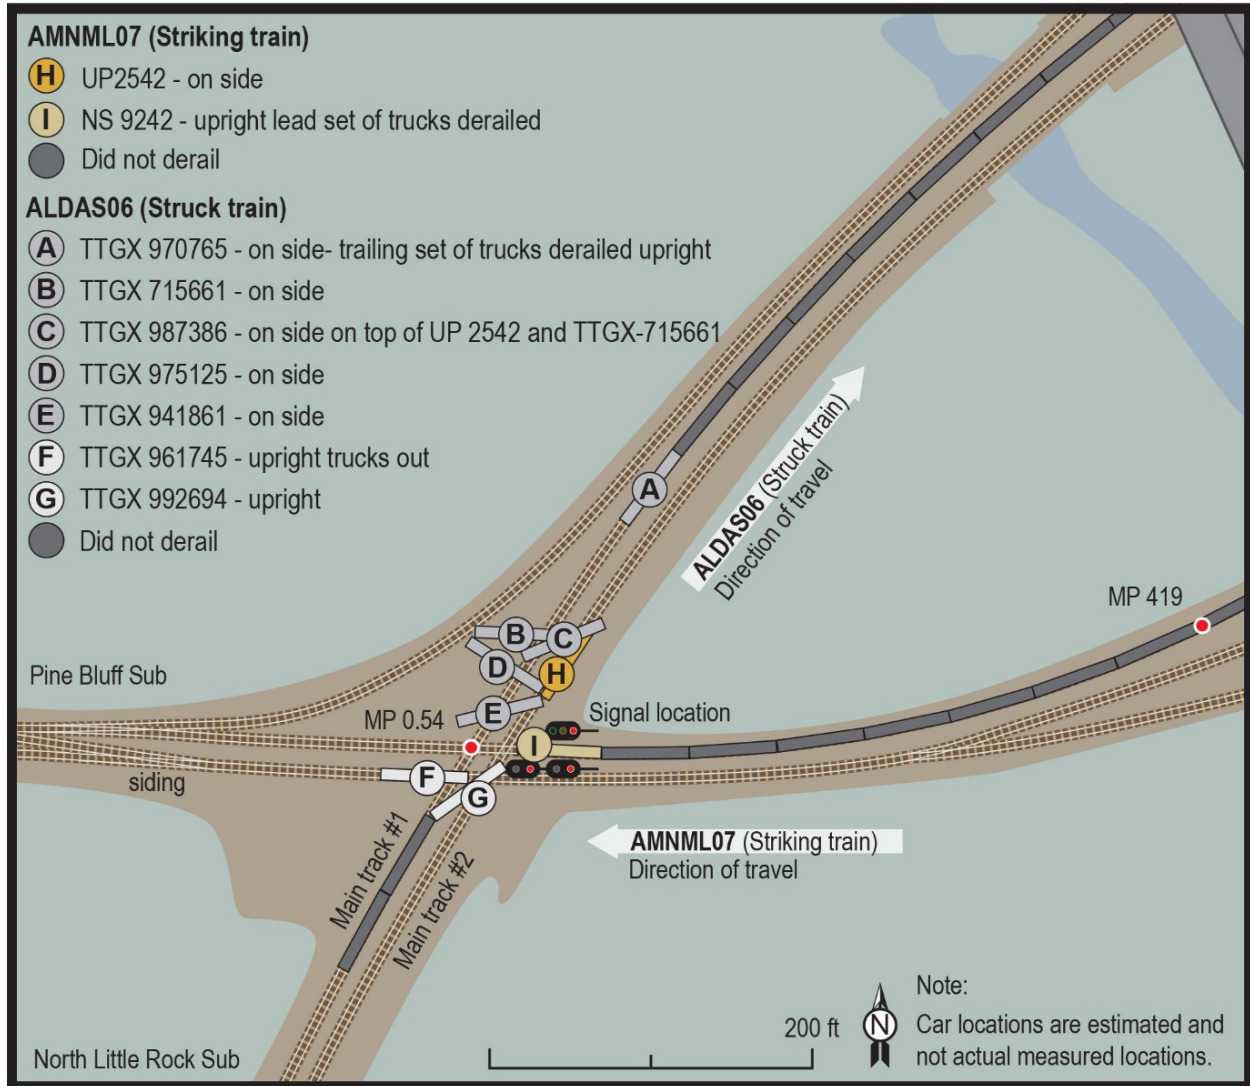 AMNML07 (Striking train)
H UP2542 - on side
I NS 9242 - upright lead set of trucks derailed
Did not derail
ALDAS06 (Struck train)
A TTGX 970765 - on side- trailing set of trucks derailed upright
B TTGX 715661 - on side
C TTGX 987386 - on side on top of UP 2542 and TTGX-715661
D TTGX 975125 - on side
E TTGX 941861 - on side
F TTGX 961745 - upright trucks out
G TTGX 992694 - upright
Did not derail
A
ALDAS06 (Struck train)
Direction of travel
MP 419
B
C
D
H
Pine Bluff Sub
MP 0.54
E
Signal location
I
siding
F
G
Main track #1
Main track #2
AMNML07 (Striking train)
Direction of travel
North Little Rock Sub
200 ft
N
Note:
Car locations are estimated and
not actual measured locations.